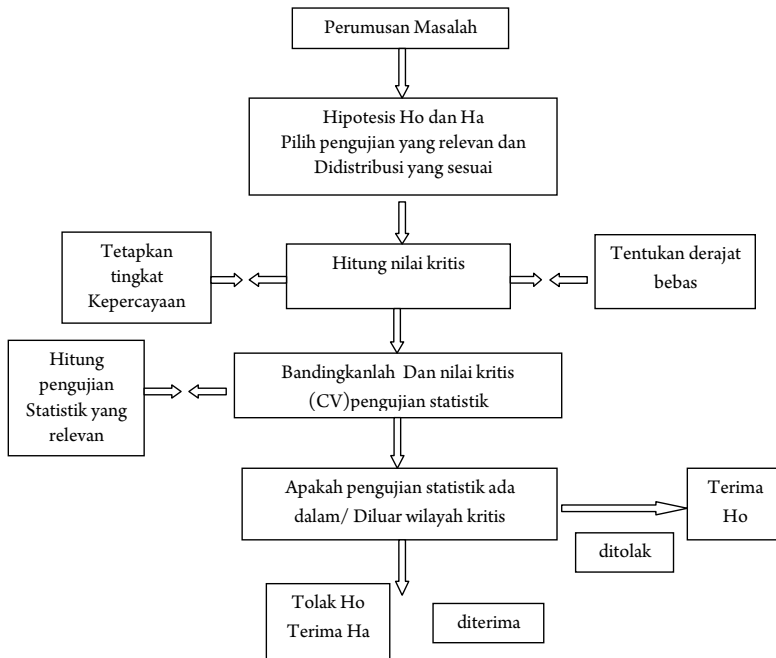 Perumusan Masalah
Hipotesis Ho dan Ha
Pilih pengujian yang relevan dan
Didistribusi yang sesuai
Tetapkan
tingkat
Kepercayaan
Hitung nilai kritis
Tentukan derajat
bebas
Hitung
pengujian
Statistik yang
relevan
Bandingkanlah Dan nilai kritis
(CV)pengujian statistik
Apakah pengujian statistik ada
dalam/ Diluar wilayah kritis
Terima
Ho
ditolak
Tolak Ho
Terima Ha
diterima